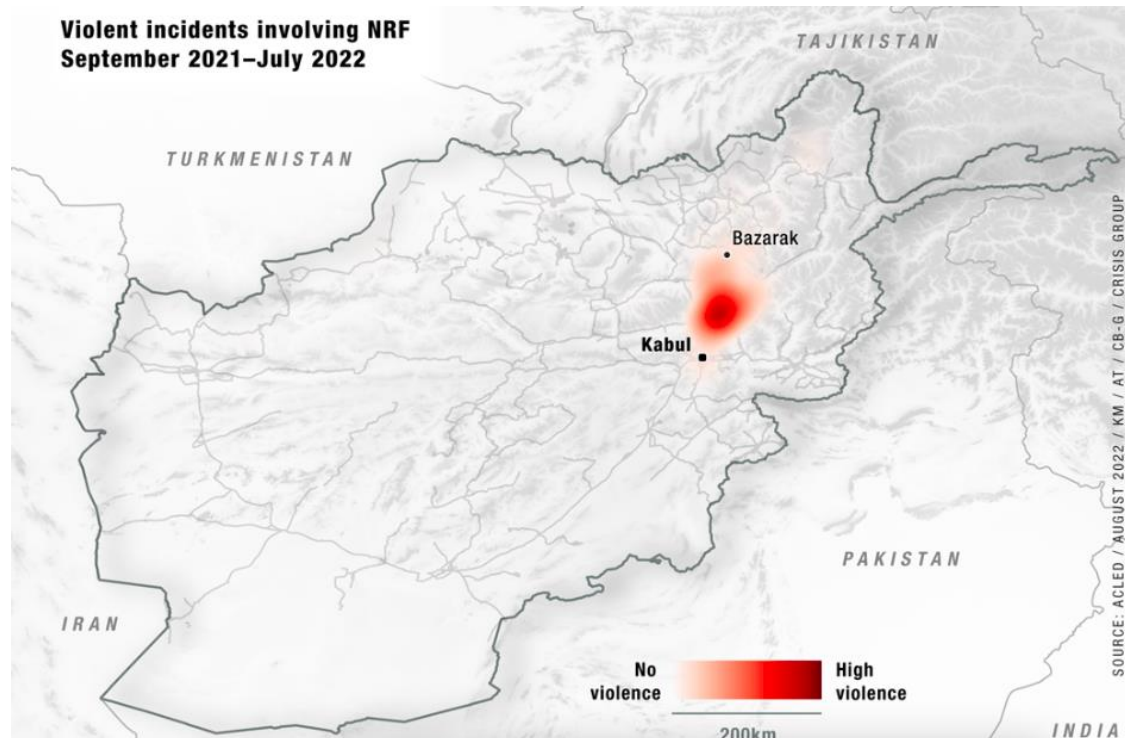 Violent incidents involving NRF
September 2021–July 2022
TAJIKISTAN
TURKMENISTAN
Bazarak
Kabul
PAKISTAN
IRAN
No
violence
High
violence
200km
INDIA
SOURCE: ACLED / AUGUST 2022 / KM / AT / CB-G / CRISIS GROUP